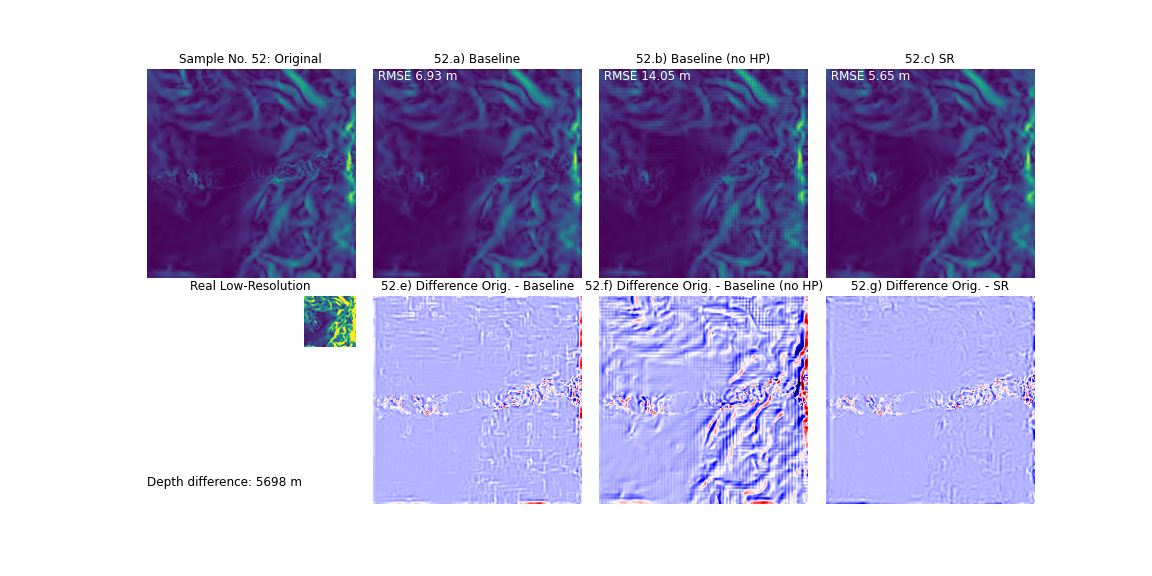 Sample No. 52: Original
52.a) Baseline
52.b) Baseline (no HP)
52.c) SR
RMSE 6.93 m
RMSE 14.05 m
RMSE 5.65 m
Real Low-Resolution
52.e) Difference Orig. - Baseline
52.f) Difference Orig. - Baseline (no HP)
52.g) Difference Orig. - SR
Depth difference: 5698 m